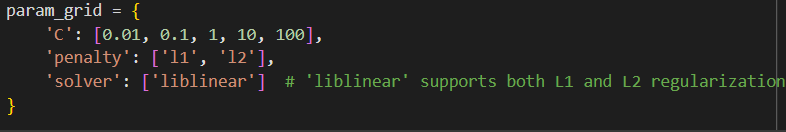 param_grid = {
    'C': [0.01, 0.1, 1, 10, 100],
    'penalty': ['l1', 'l2'],
    'solver': ['liblinear']  # 'liblinear' supports both L1 and L2 regularization
}